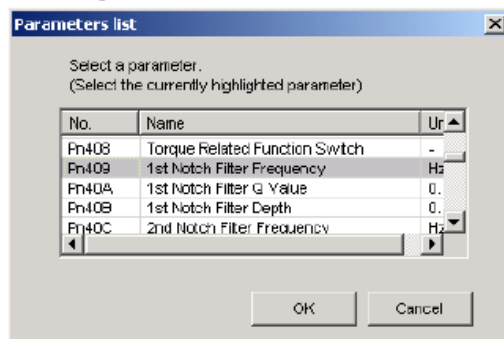 Parameters list
Select a parameter.
(Select the currently highlighted parameter)
No. Name Un
Pn408 Torque Related Function Switch -
Pn409 1st Notch Filter Frequency Hz
Pn40A 1st Notch Filter Q Value 0.
Pn40B 1st Notch Filter Depth 0.
Pn40C 2nd Notch Filter Frequency Hz
OK Cancel